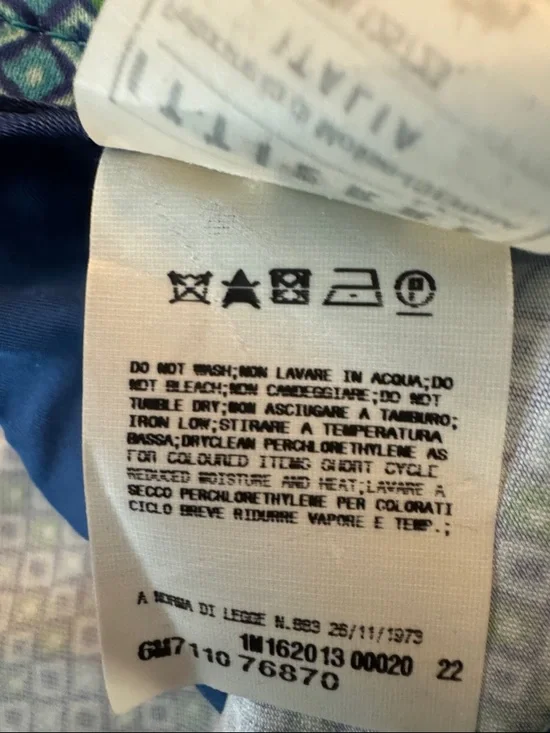 DO NOT WASH;NON LAVARE IN ACQUA;DO
NOT BLEACH;NON CANDEGGIARE;DO NOT
TUMBLE DRY;NON ASCIUGARE A TAMBURO;
IRON LOW;STIRARE A TEMPERATURA
BASSA;DRYCLEAN PERCHLORETHYLENE AS
FOR COLOURED ITEMS SHORT CYCLE
REDUCED MOISTURE AND HEAT;LAVARE A
SECCO PERCHLORETHYLENE PER COLORATI
CICLO BREVE RIDURRE VAPORE E TEMP.;
A NORMA DI LEGGE N.883 26/11/1973
1M162013 00020 22
6M7110 76870